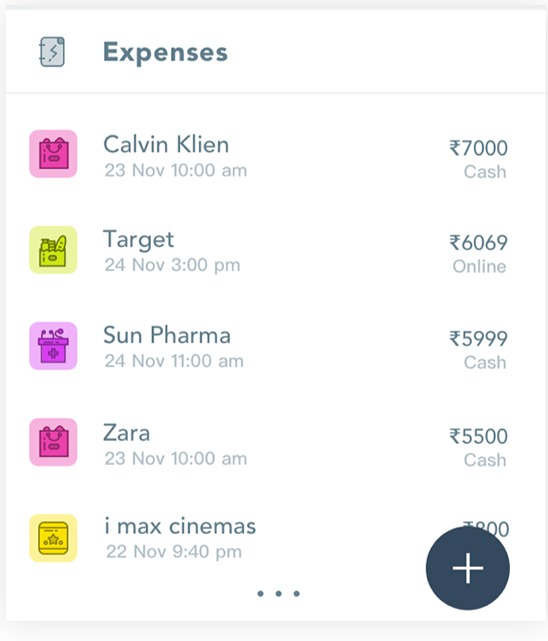 Expenses
Calvin Klien
₹7000
23 Nov 10:00 am
Cash
Target
₹6069
24 Nov 3:00 pm
Online
Sun Pharma
₹5999
24 Nov 11:00 am
Cash
Zara
₹5500
23 Nov 10:00 am
Cash
i max cinemas
₹800
22 Nov 9:40 pm